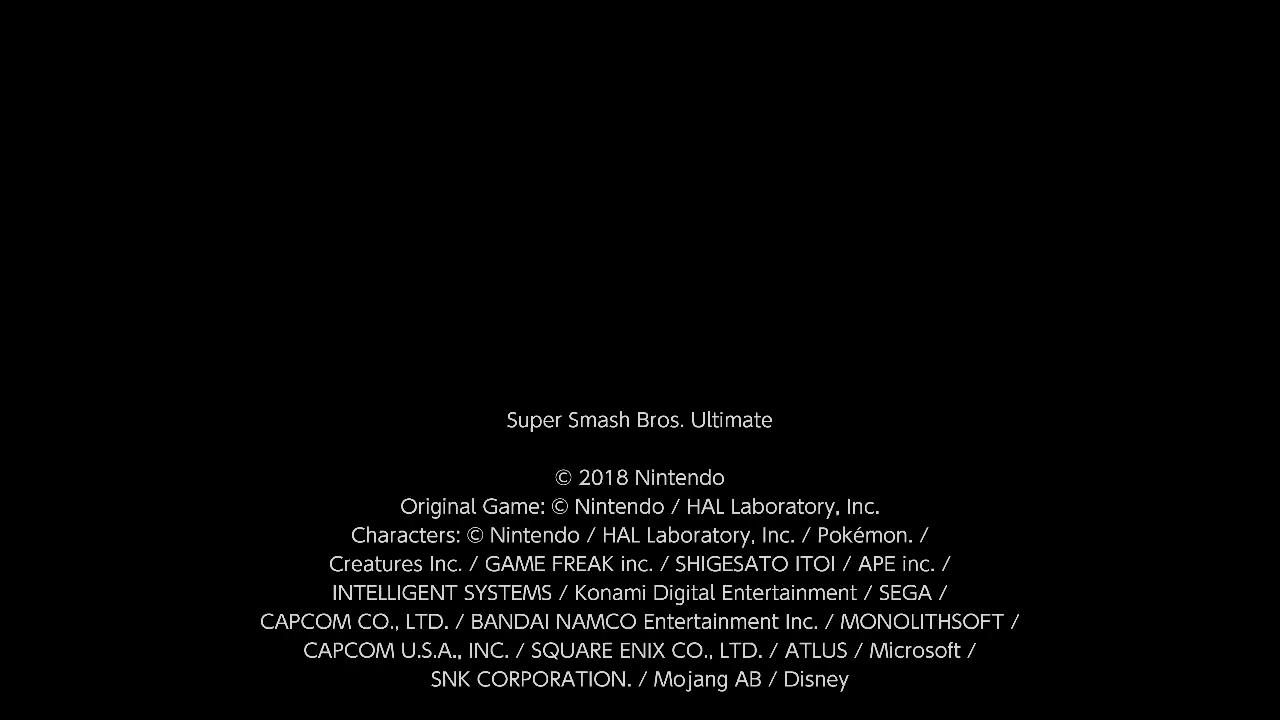 Super Smash Bros. Ultimate
© 2018 Nintendo
Original Game: © Nintendo / HAL Laboratory, Inc.
Characters: © Nintendo / HAL Laboratory, Inc. / Pokémon. /
Creatures Inc. / GAME FREAK inc. / SHIGESATO ITOI / APE inc. /
INTELLIGENT SYSTEMS / Konami Digital Entertainment / SEGA /
CAPCOM CO., LTD. / BANDAI NAMCO Entertainment Inc. / MONOLITHSOFT /
CAPCOM U.S.A., INC. / SQUARE ENIX CO., LTD. / ATLUS / Microsoft /
SNK CORPORATION. / Mojang AB / Disney